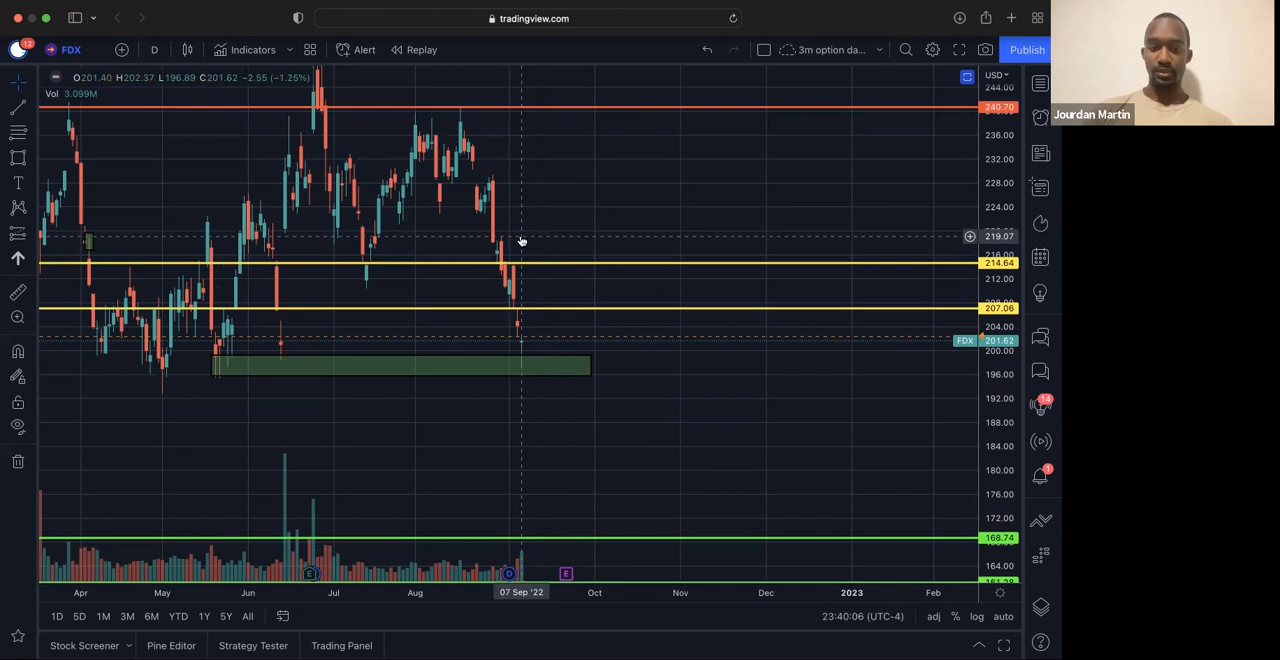 tradingview.com
12
FDX
D
Indicators
Alert
Replay
3m option da...
Publish
O201.40 H202.37 L196.89 C201.62 −2.55 (−1.25%)
Vol 3.099M
USD
244.00
240.70
236.00
232.00
228.00
224.00
219.07
216.00
214.64
212.00
207.06
204.00
FDX 201.62
200.00
196.00
192.00
188.00
184.00
180.00
176.00
172.00
168.74
164.00
E
D
E
Apr May Jun Jul Aug 07 Sep '22 Oct Nov Dec 2023 Feb
1D 5D 1M 3M 6M YTD 1Y 5Y All
23:40:06 (UTC-4) adj % log auto
Stock Screener Pine Editor Strategy Tester Trading Panel
14
1
Jourdan Martin